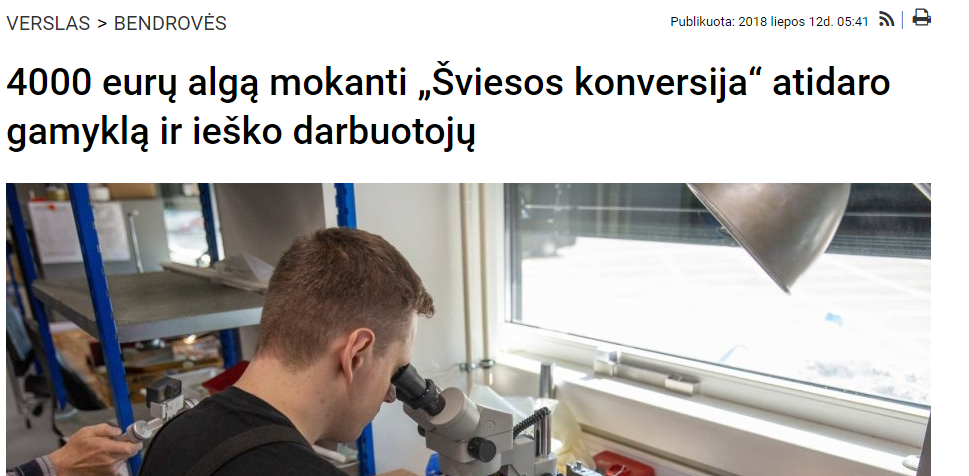 VERSLAS > BENDROVĖS
Publikuota: 2018 liepos 12d. 05:41
4000 eurų algą mokanti „Šviesos konversija“ atidaro
gamyklą ir ieško darbuotojų